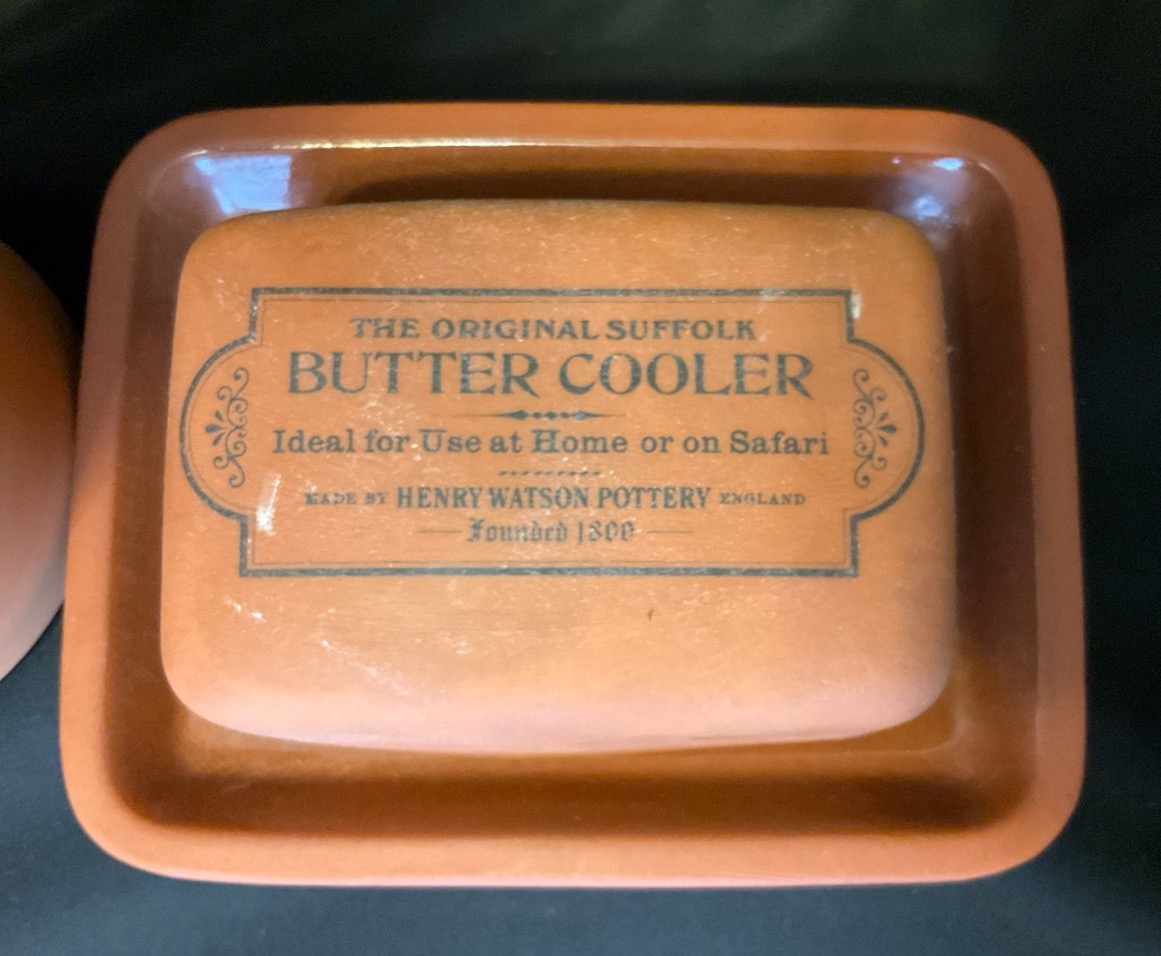 THE ORIGINAL SUFFOLK
BUTTER COOLER
Ideal for Use at Home or on Safari
MADE BY HENRY WATSON POTTERY ENGLAND
Founded 1800